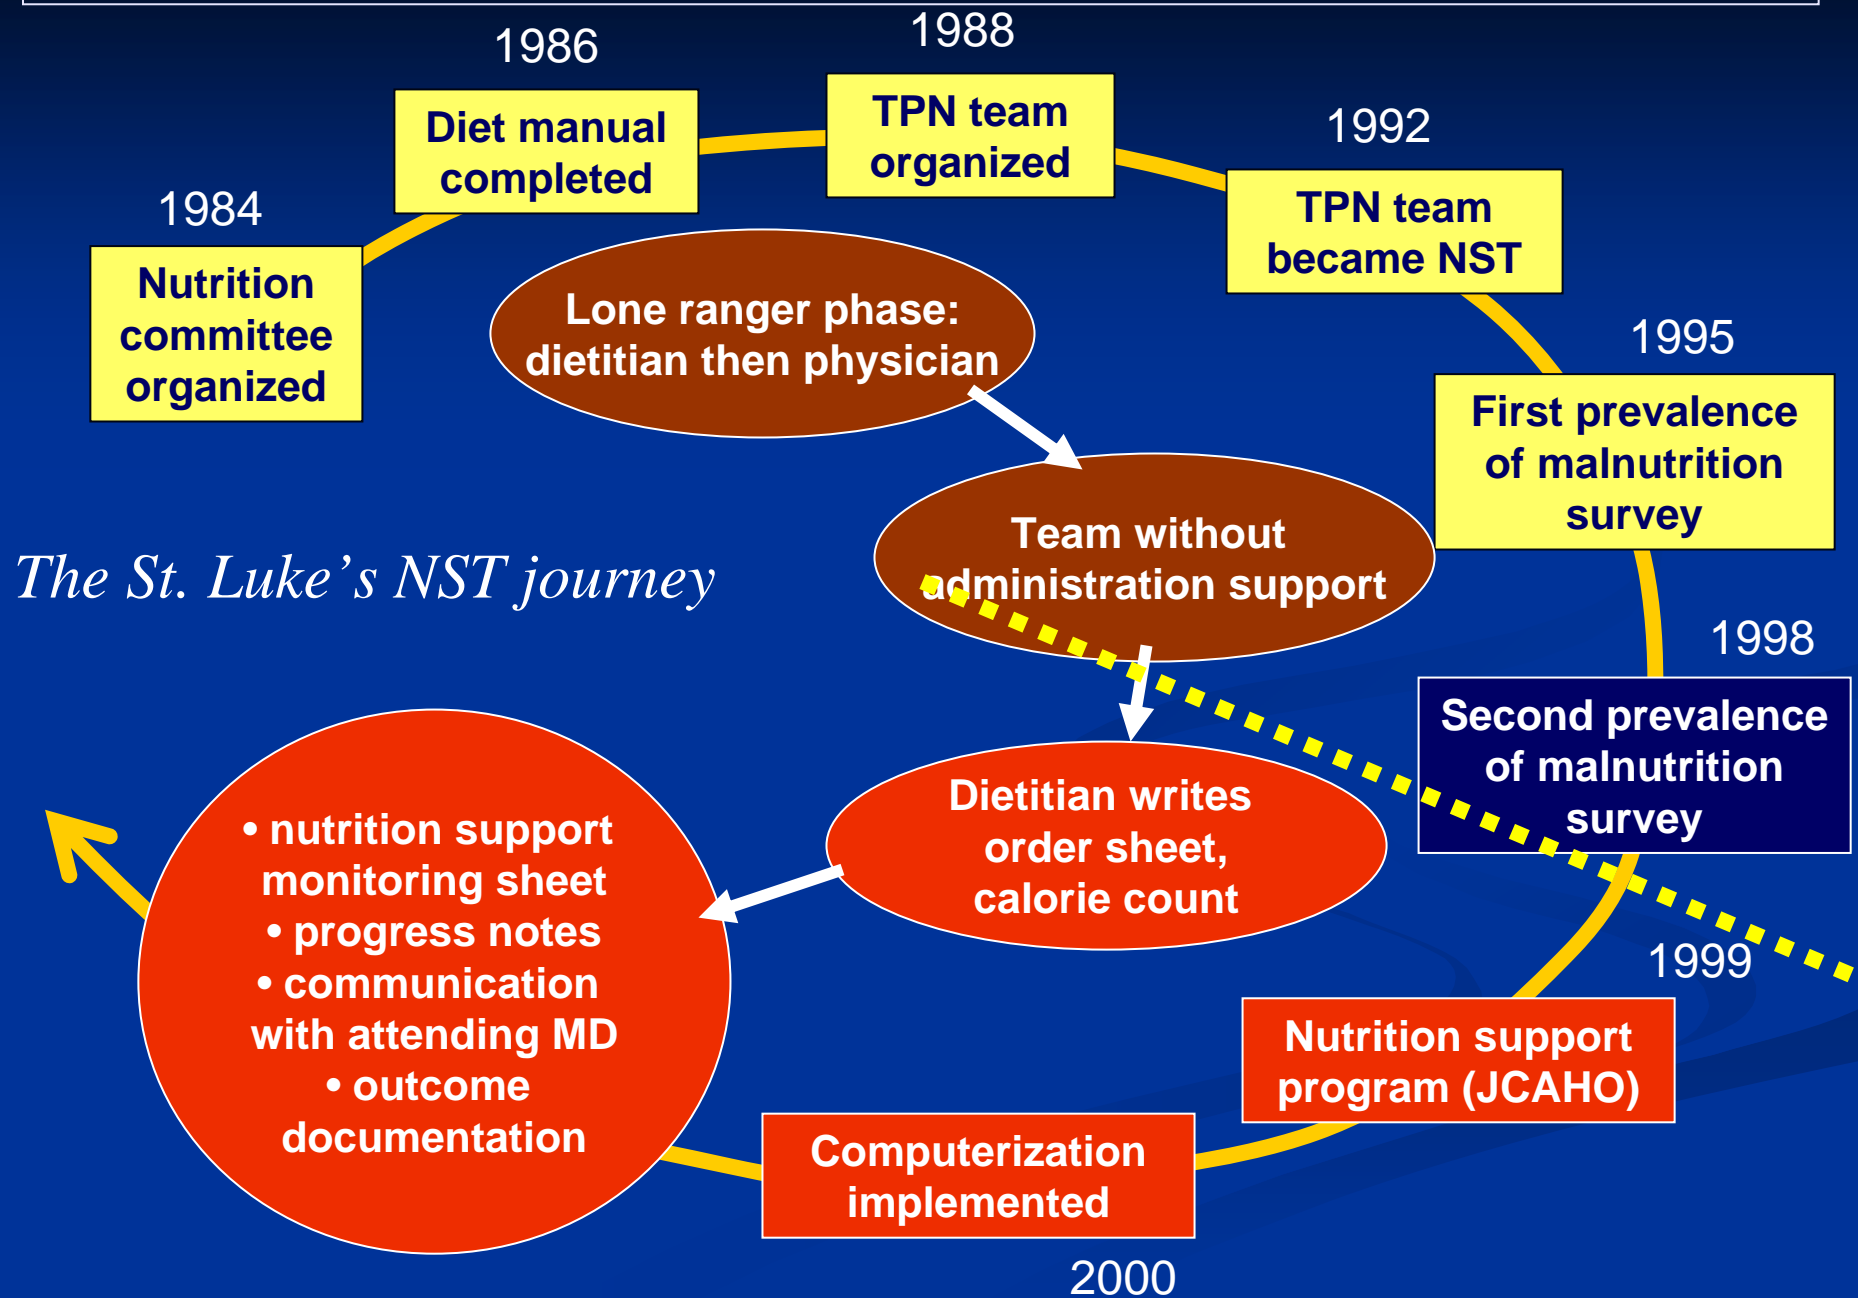 1984
Nutrition
committee
organized
1986
Diet manual
completed
1988
TPN team
organized
1992
TPN team
became NST
1995
First prevalence
of malnutrition
survey
1998
Second prevalence
of malnutrition
survey
1999
Nutrition support
program (JCAHO)
Computerization
implemented
2000
Lone ranger phase:
dietitian then physician
Team without
administration support
The St. Luke’s NST journey
Dietitian writes
order sheet,
calorie count
• nutrition support
monitoring sheet
• progress notes
• communication
with attending MD
• outcome
documentation